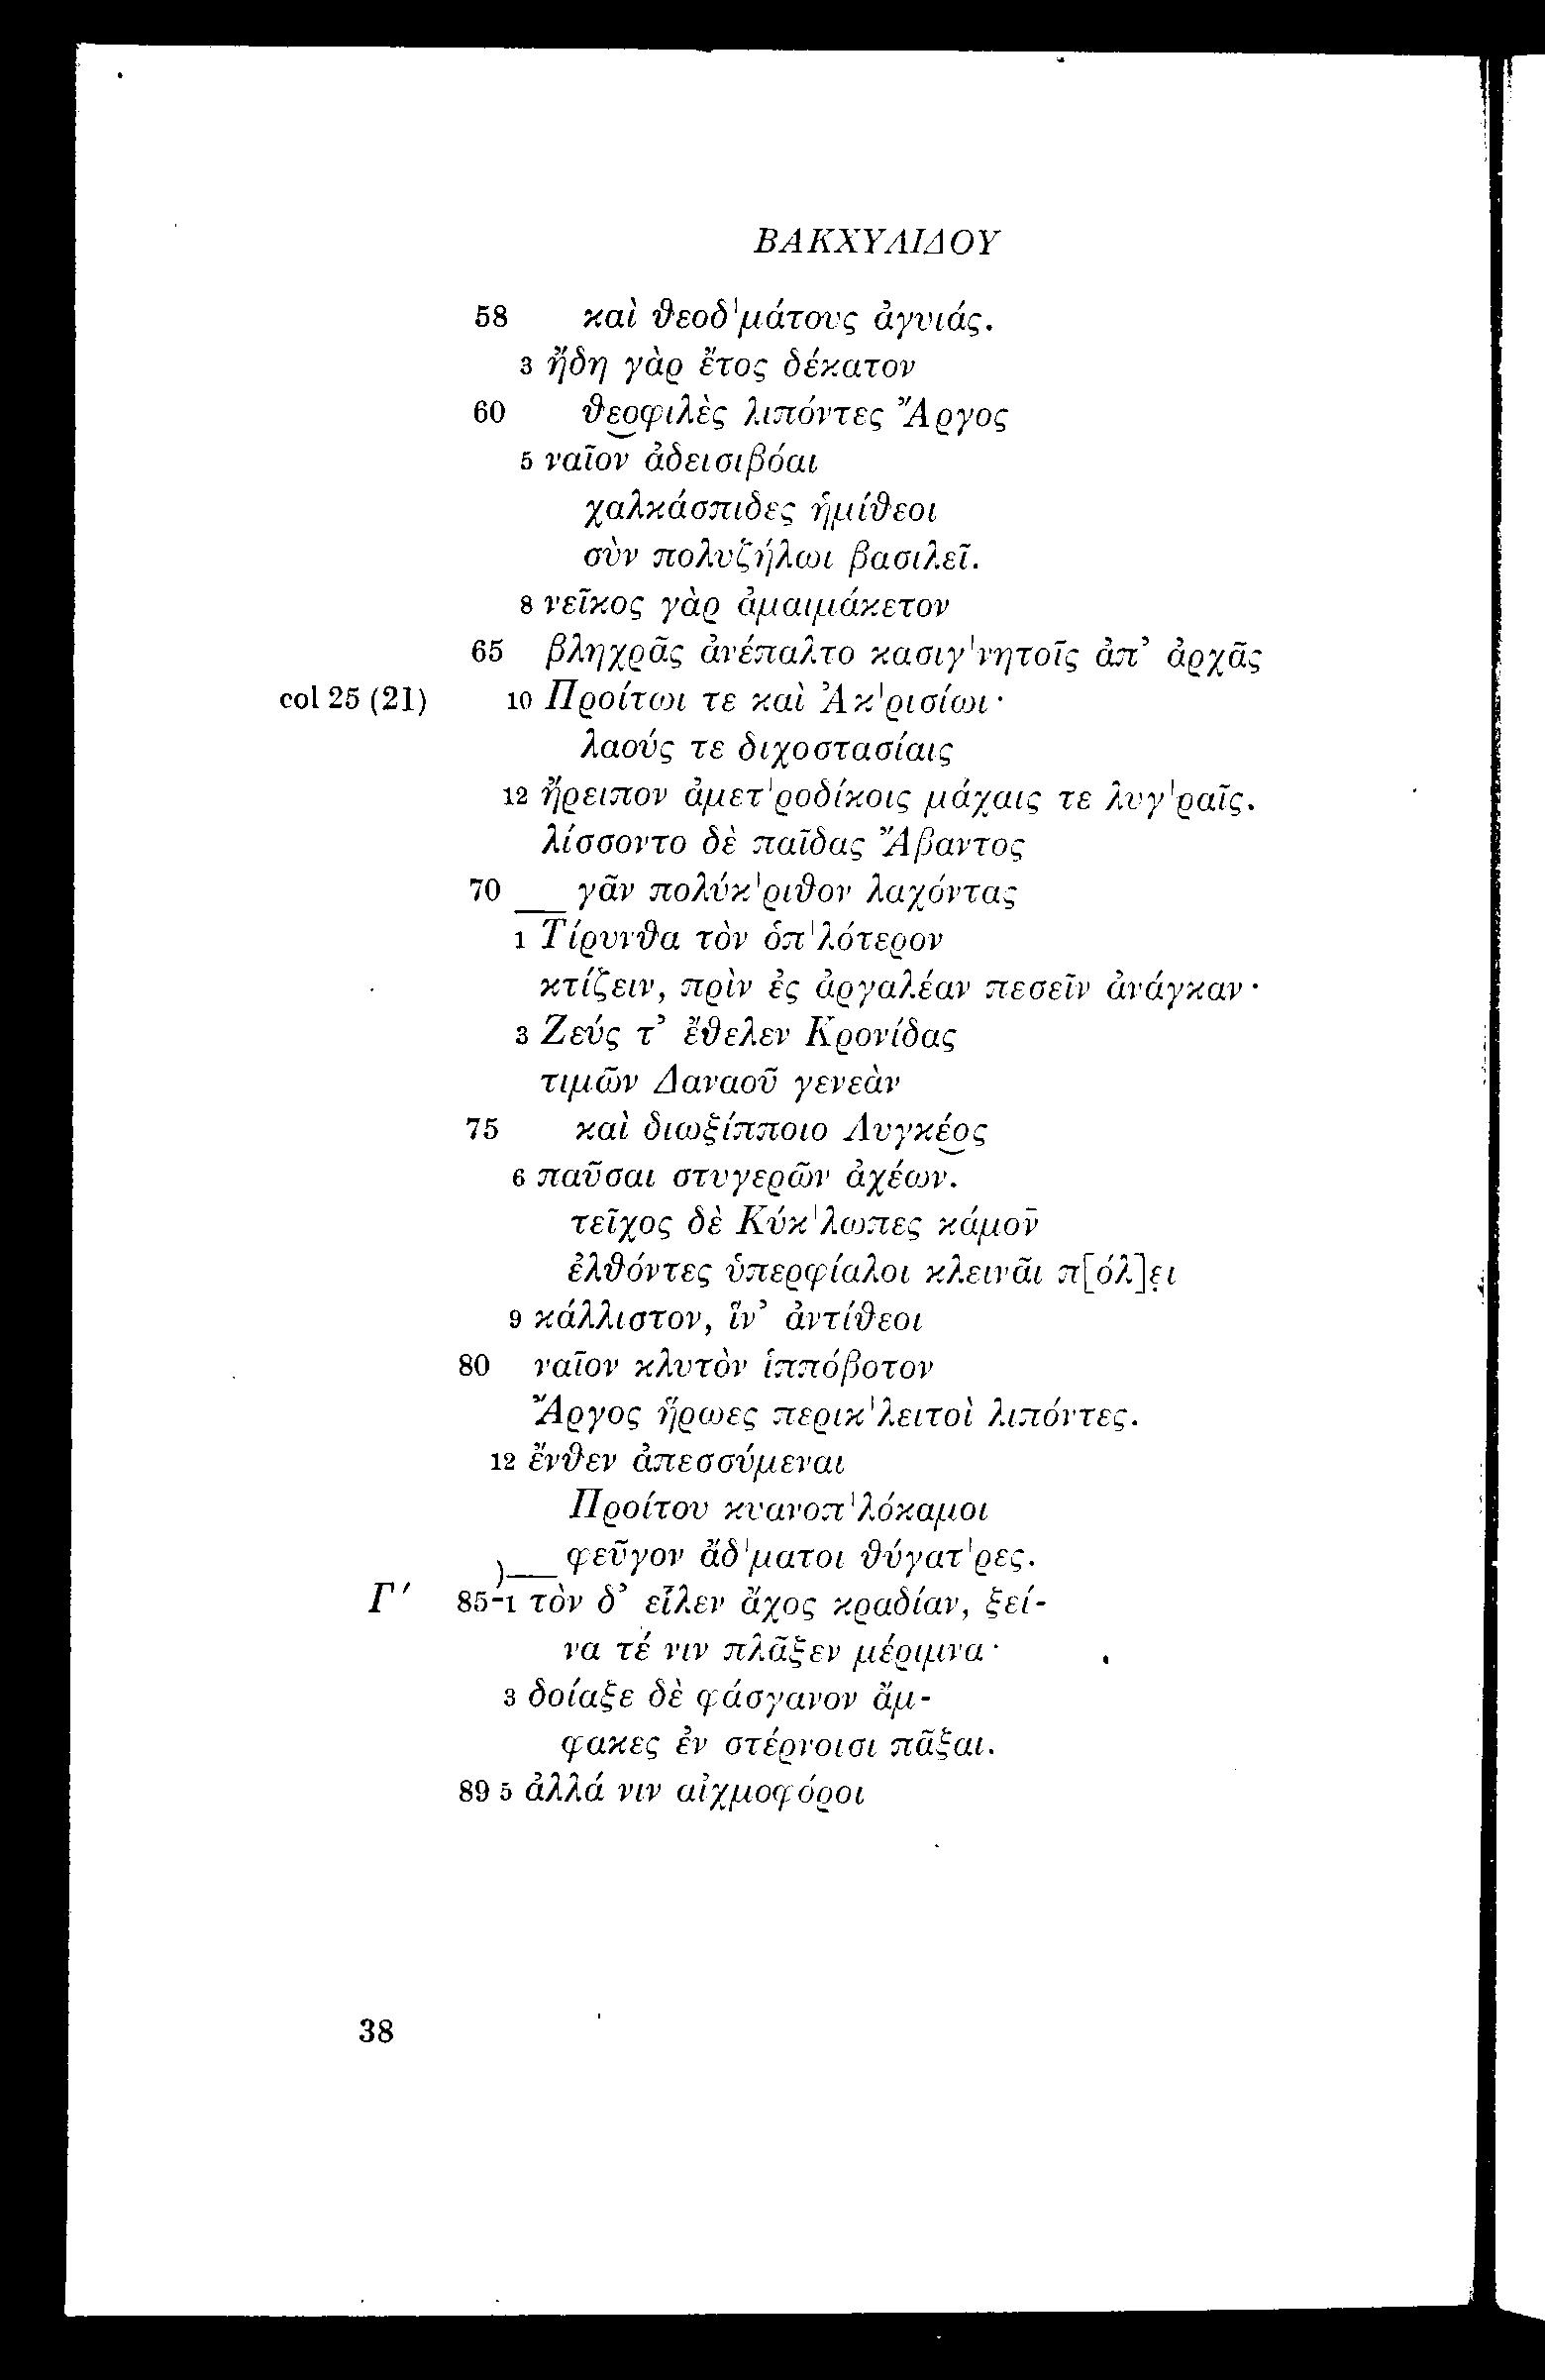 ΒΑΚΧΥΛΙΔΟΥ
58 καὶ θεοδ'μάτους ἀγυιάς.
3 ἤδη γὰρ ἔτος δέκατον
60 θεοφιλὲς λιπόντες Ἄργος
5 ναῖον ἀδεισιβόαι
χαλκάσπιδες ἡμίθεοι
σὺν πολυζήλωι βασιλεῖ.
8 νεῖκος γὰρ ἀμαιμάκετον
65 βληχρᾶς ἀνέπαλτο κασιγ'νητοῖς ἀπ' ἀρχᾶς
col 25 (21) 10 Προίτωι τε καὶ Ἀκ'ρισίωι·
λαούς τε διχοστασίαις
12 ἤρειπον ἀμετ'ροδίκοις μάχαις τε λυγ'ραῖς.
λίσσοντο δὲ παῖδας Ἄβαντος
70 γᾶν πολύκ'ριθον λαχόντας
1 Τίρυνθα τὸν ὁπ'λότερον
κτίζειν, πρὶν ἐς ἀργαλέαν πεσεῖν ἀνάγκαν·
3 Ζεύς τ' ἔθελεν Κρονίδας
τιμῶν Δαναοῦ γενεὰν
75 καὶ διωξίπποιο Λυγκέος
6 παῦσαι στυγερῶν ἀχέων.
τεῖχος δὲ Κύκ'λωπες κάμον
ἐλθόντες ὑπερφίαλοι κλεινᾶι π[όλ]ε̣ι
9 κάλλιστον, ἵν' ἀντίθεοι
80 ναῖον κλυτὸν ἱππόβοτον
Ἄργος ἥρωες περικ'λειτοὶ λιπόντες.
12 ἔνθεν ἀπεσσύμεναι
Προίτου κυανοπ'λόκαμοι
φεῦγον ἄδ'ματοι θύγατ'ρες.
Γ' 85-1 τὸν δ' εἷλεν ἄχος κραδίαν, ξεί-
να τέ νιν πλᾶξεν μέριμνα·
3 δοίαξε δὲ φάσγανον ἄμ-
φακες ἐν στέρνοισι πᾶξαι.
89 5 ἀλλά νιν αἰχμοφόροι
38